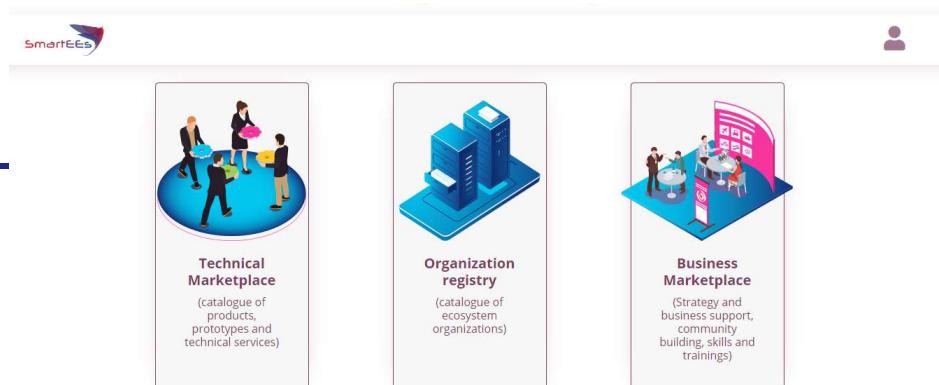 SmartEEs
Technical
Marketplace
(catalogue of
products,
prototypes and
technical services)
Organization
registry
(catalogue of
ecosystem
organizations)
Business
Marketplace
(Strategy and
business support,
community
building, skills and
trainings)